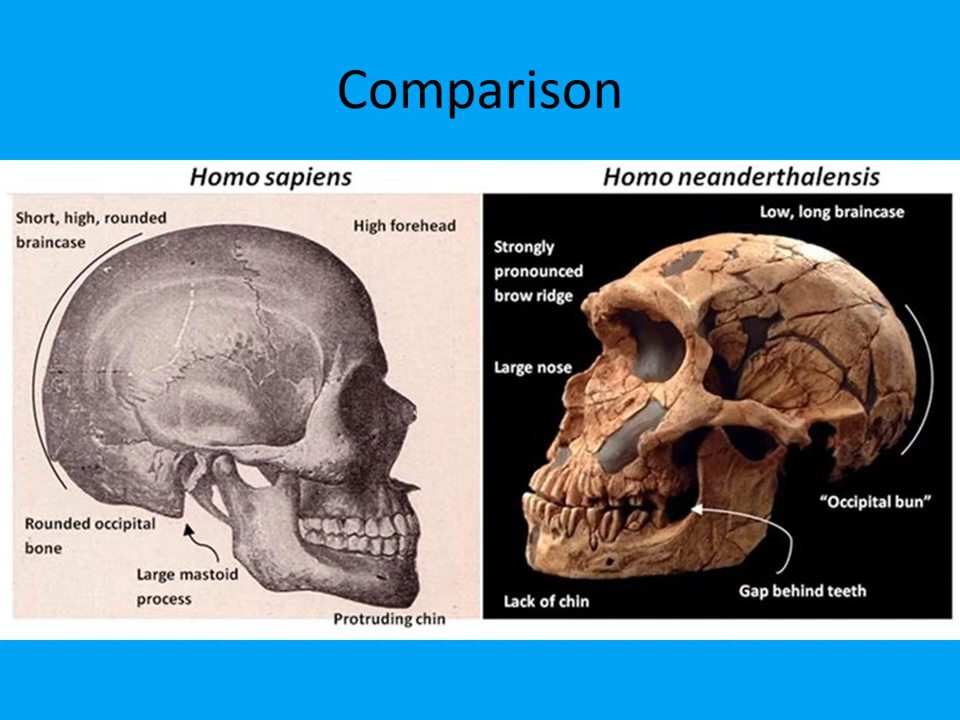 Comparison
Homo sapiens
Homo neanderthalensis
Short, high, rounded
braincase
High forehead
Rounded occipital
bone
Large mastoid
process
Protruding chin
Low, long braincase
Strongly
pronounced
brow ridge
Large nose
“Occipital bun”
Gap behind teeth
Lack of chin